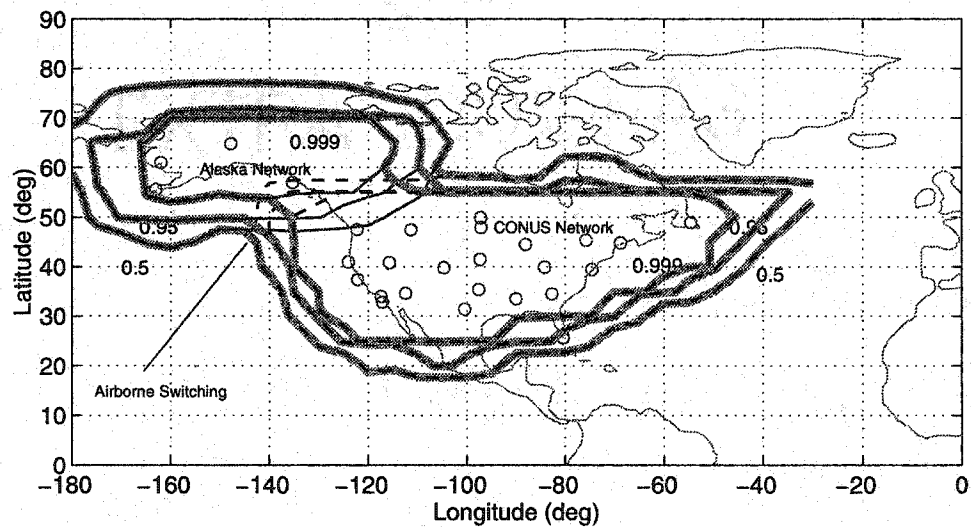 90
80
70
60
50
40
30
20
10
0
Latitude (deg)
0.999
Alaska Network
0.95
0.5
CONUS Network
0.95
0.999
0.5
Airborne Switching
−180 −160 −140 −120 −100 −80 −60 −40 −20 0
Longitude (deg)